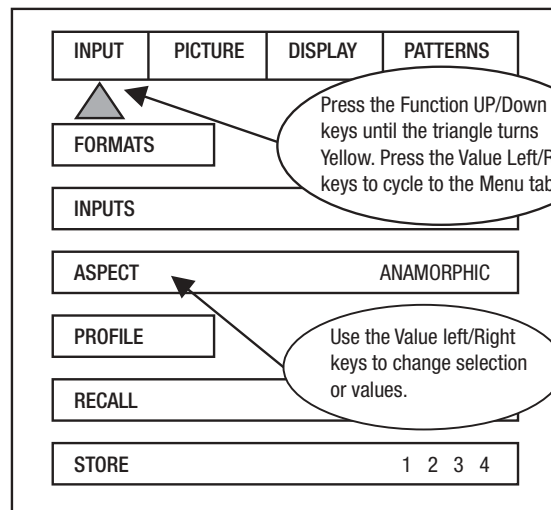 INPUT PICTURE DISPLAY PATTERNS
Press the Function UP/Down
keys until the triangle turns
Yellow. Press the Value Left/R
keys to cycle to the Menu tab
FORMATS
INPUTS
ASPECT ANAMORPHIC
PROFILE
Use the Value left/Right
keys to change selection
or values.
RECALL
STORE 1 2 3 4